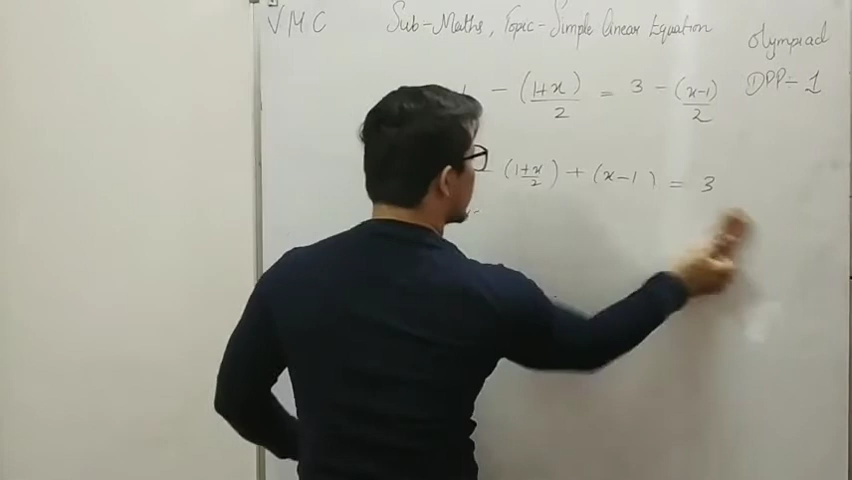 VMC Sub-Maths, Topic-Simple linear Equation
Olympiad
DPP÷1
- (1+x)/2 = 3 - (x-1)/2
- (1+x/2) + (x-1) = 3